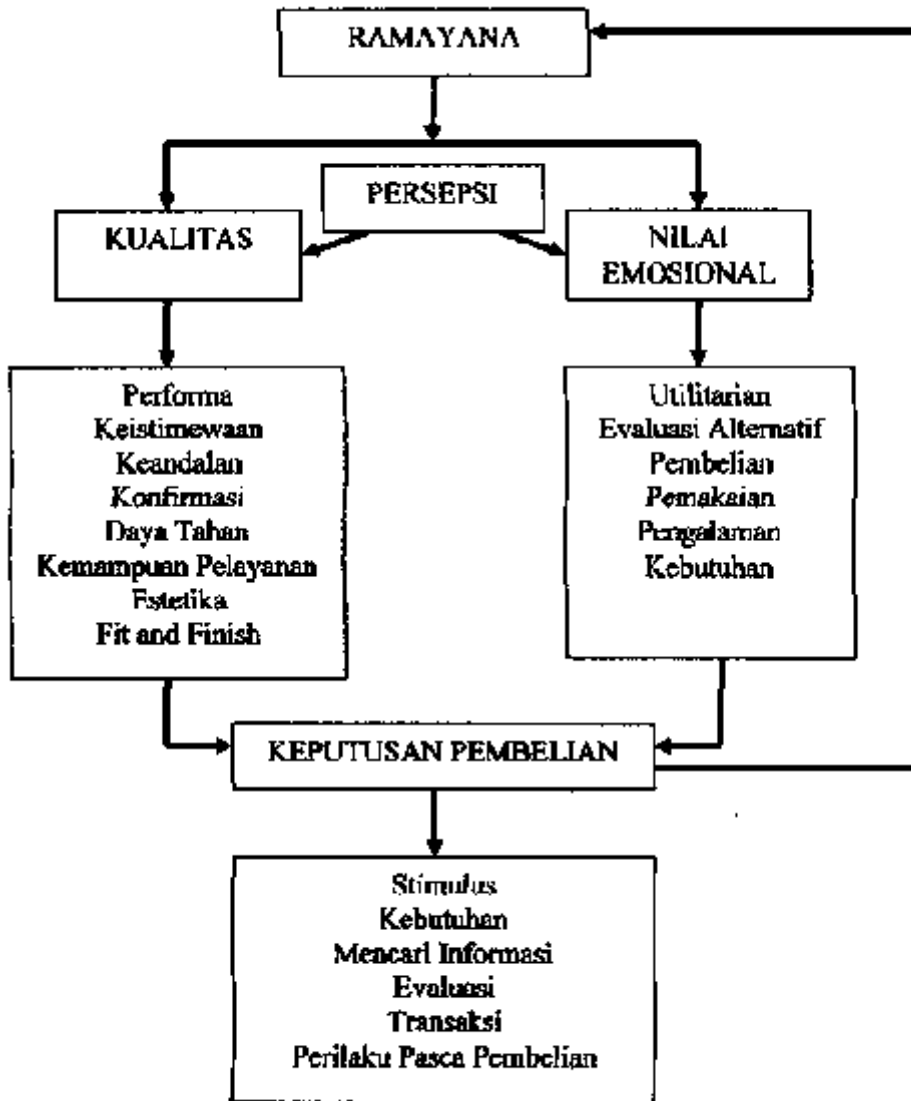 RAMAYANA
PERSEPSI
KUALITAS
NILAI
EMOSIONAL
Performa
Keistimewaan
Keandalan
Konfirmasi
Daya Tahan
Kemampuan Pelayanan
Estetika
Fit and Finish
Utilitarian
Evaluasi Alternatif
Pembelian
Pemakaian
Pengalaman
Kebutuhan
KEPUTUSAN PEMBELIAN
Stimulus
Kebutuhan
Mencari Informasi
Evaluasi
Transaksi
Perilaku Pasca Pembelian